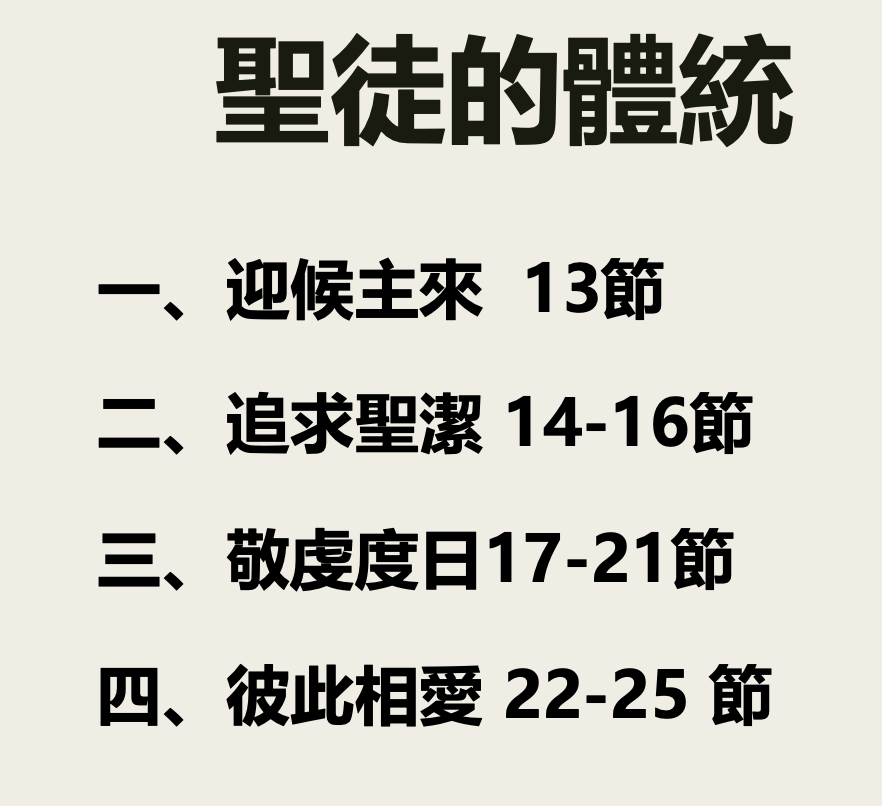 聖徒的體統
一、迎候主來 13節
二、追求聖潔 14-16節
三、敬虔度日17-21節
四、彼此相愛 22-25 節